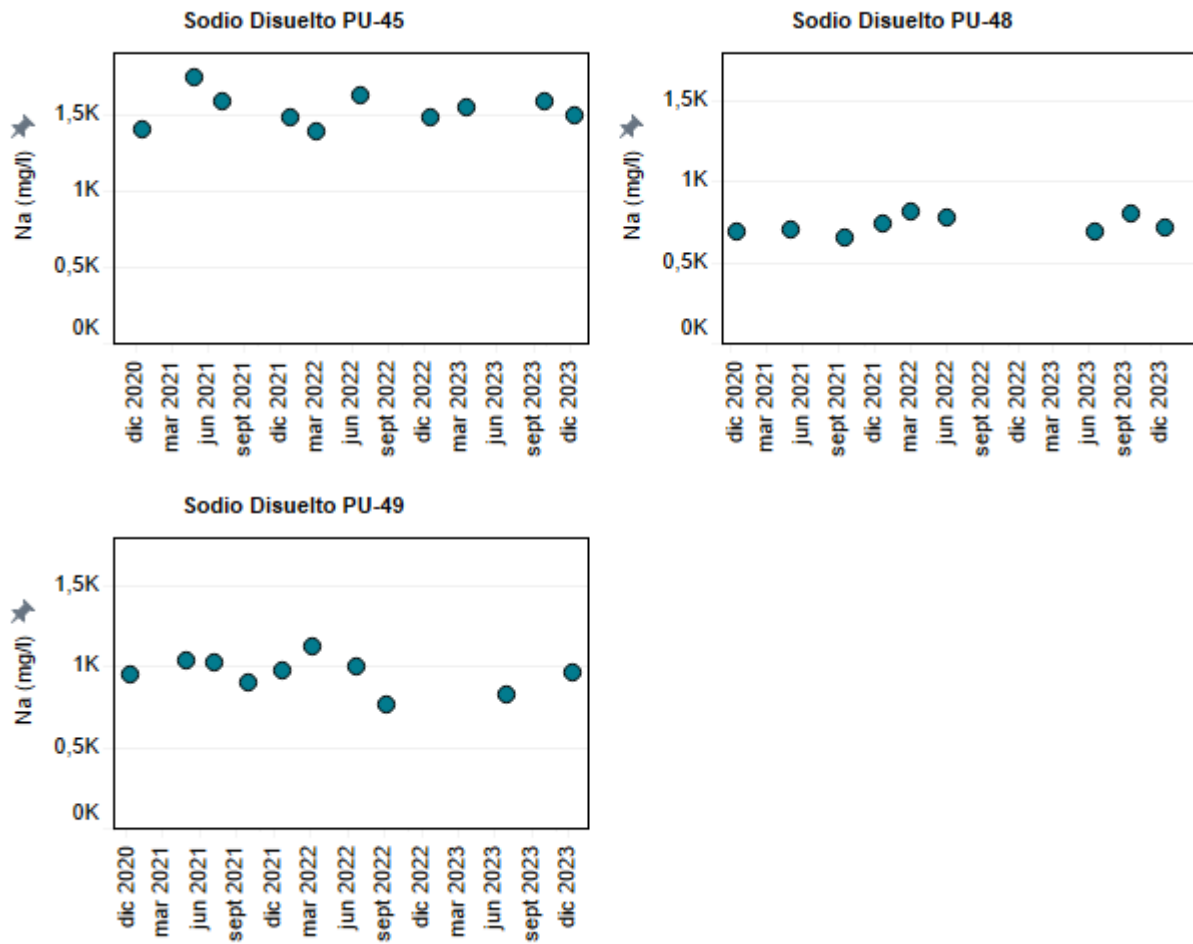 Sodio Disuelto PU-45
Na (mg/l)
1,5K
1K
0,5K
0K
dic 2020
mar 2021
jun 2021
sept 2021
dic 2021
mar 2022
jun 2022
sept 2022
dic 2022
mar 2023
jun 2023
sept 2023
dic 2023
Sodio Disuelto PU-48
Na (mg/l)
1,5K
1K
0,5K
0K
dic 2020
mar 2021
jun 2021
sept 2021
dic 2021
mar 2022
jun 2022
sept 2022
dic 2022
mar 2023
jun 2023
sept 2023
dic 2023
Sodio Disuelto PU-49
Na (mg/l)
1,5K
1K
0,5K
0K
dic 2020
mar 2021
jun 2021
sept 2021
dic 2021
mar 2022
jun 2022
sept 2022
dic 2022
mar 2023
jun 2023
sept 2023
dic 2023